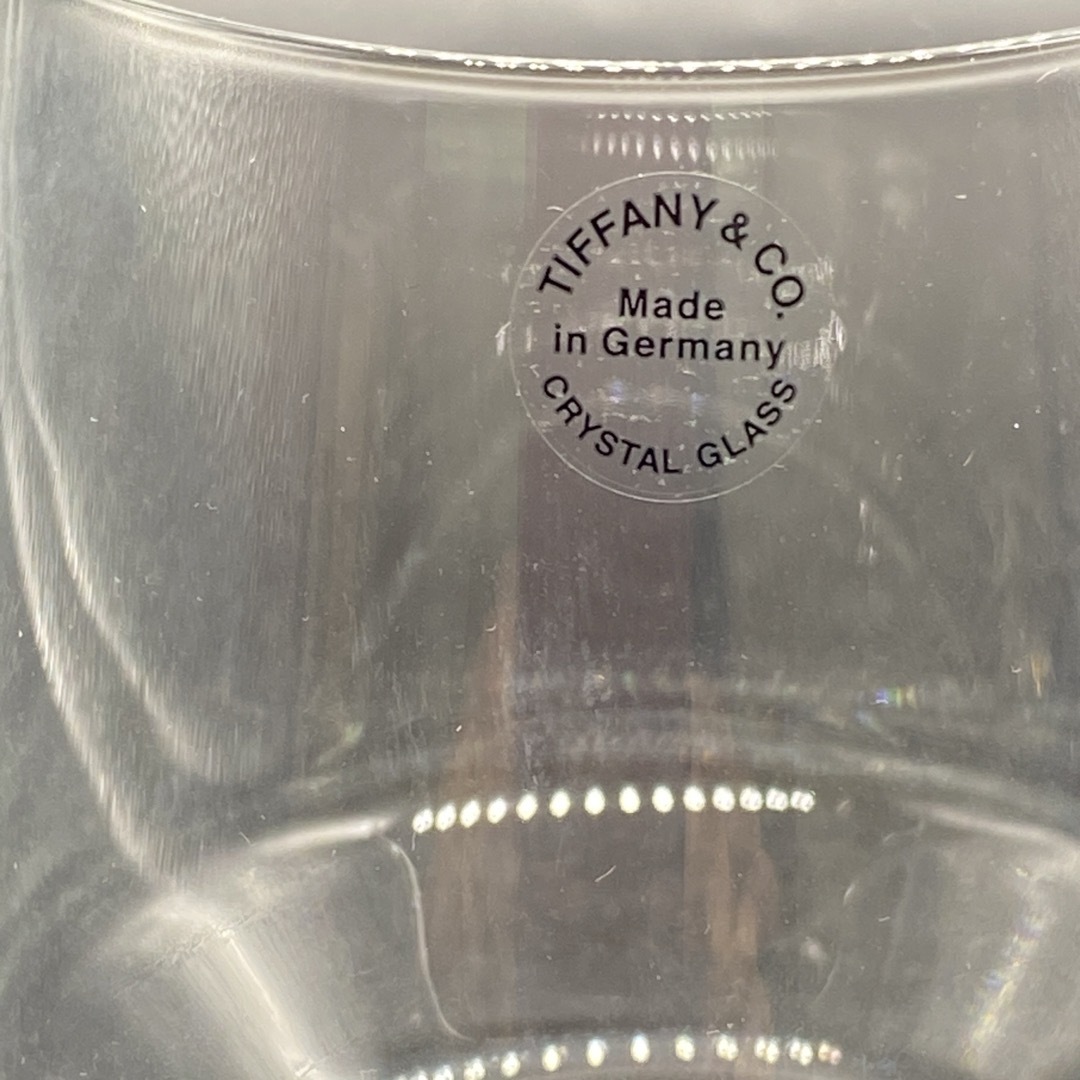 TIFFANY & CO.
Made
in Germany
CRYSTAL GLASS